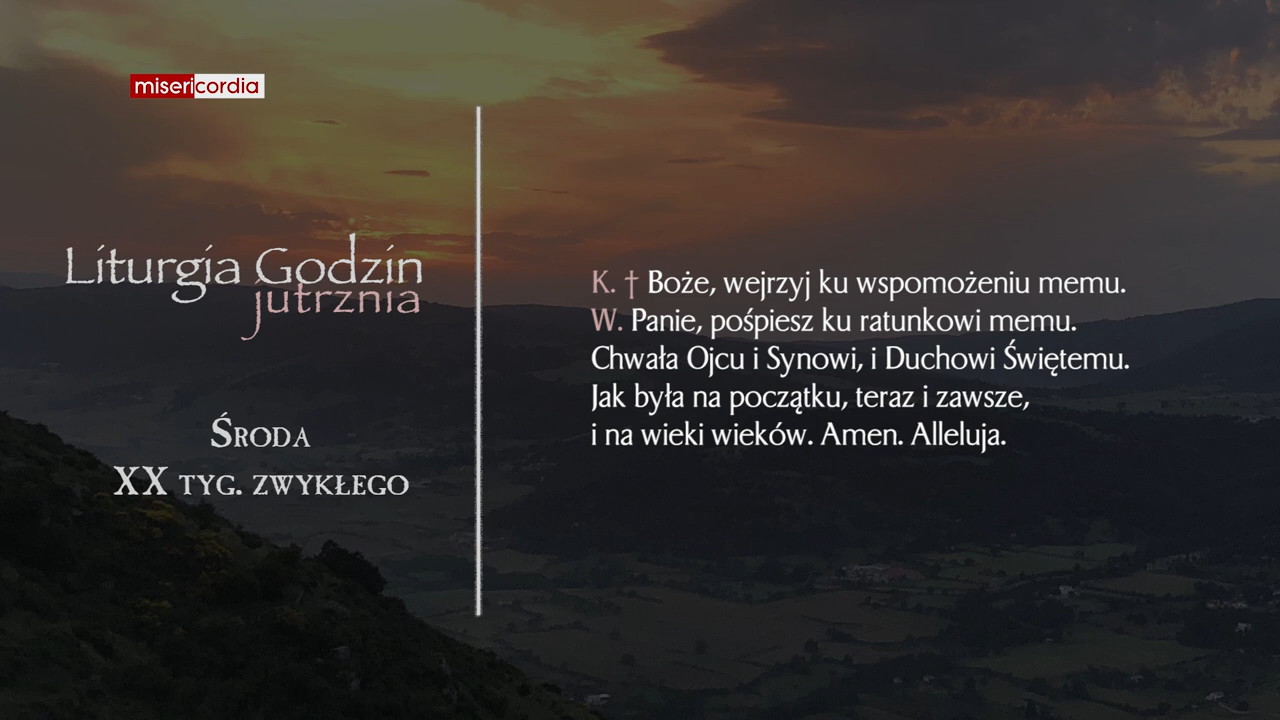 misericordia
Liturgia Godzin
jutrznia
Środa
XX tyg. zwykłego
K. † Boże, wejrzyj ku wspomożeniu memu.
W. Panie, pośpiesz ku ratunkowi memu.
Chwała Ojcu i Synowi, i Duchowi Świętemu.
Jak była na początku, teraz i zawsze,
i na wieki wieków. Amen. Alleluja.